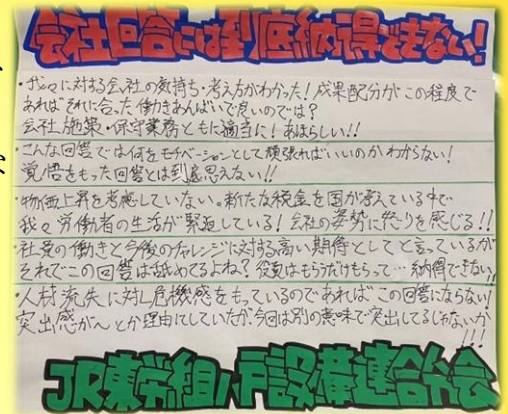 会社回答には到底納得できない!
・我々に対する会社の気持ち・考え方がわかった!成果配分がこの程度で
あればそれに合った働きあんばいで良いのでは?
会社施策・保守業務ともに適当に!あほらしい!!
・こんな回答では何をモチベーションとして頑張ればいいのかわからない!
覚悟をもった回答とは到底思えない!!
・物価上昇を考慮していない。新たな税金を国が考えている中で
我々労働者の生活が緊迫している!会社の姿勢に怒りを感じる!!
・社員の働きと今後のチャレンジに対する高い期待としてと言っているが
それでこの回答は舐めてるよね?役員はもらうだけもらって…納得できない!!
・人材流失に対し危機感をもっているのであればこの回答にならない!
突出感が〜とか理由にしていたが、今回は別の意味で突出してるじゃないか
!!!
JR東労組八戸設備連合分会